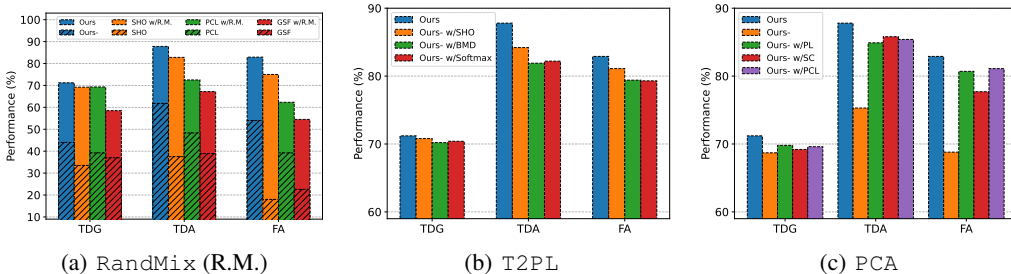 Performance (%)
100
90
80
70
60
50
40
30
20
10
Ours
SHO w/R.M.
PCL w/R.M.
GSF w/R.M.
Ours-
SHO
PCL
GSF
TDG
TDA
FA
(a) RandMix (R.M.)
Performance (%)
90
80
70
60
Ours
Ours- w/SHO
Ours- w/BMD
Ours- w/Softmax
TDG
TDA
FA
(b) T2PL
Performance (%)
90
80
70
60
Ours
Ours-
Ours- w/PL
Ours- w/SC
Ours- w/PCL
TDG
TDA
FA
(c) PCA